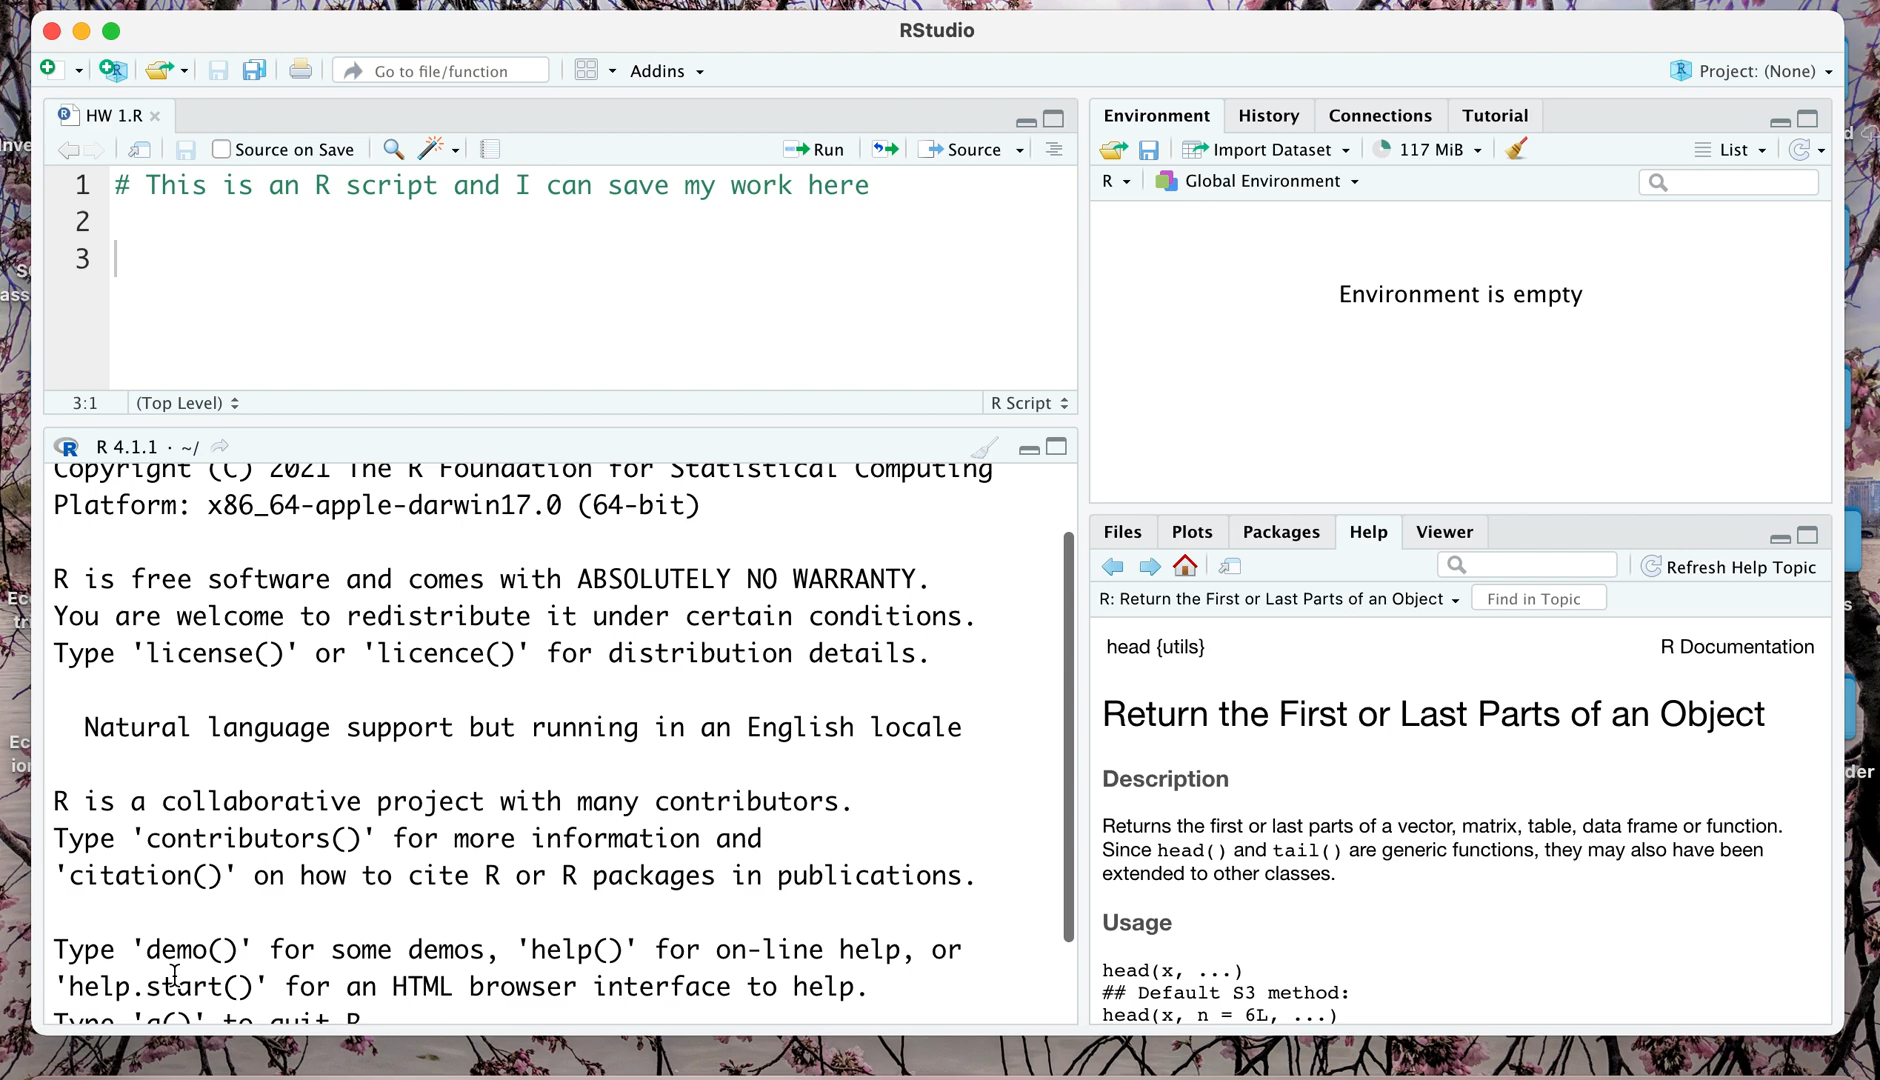 RStudio
Go to file/function
Addins
Project: (None)
HW 1.R
Source on Save
Run
Source
1 # This is an R script and I can save my work here
2
3
3:1 (Top Level) R Script
R 4.1.1 · ~/
Copyright (C) 2021 The R Foundation for Statistical Computing
Platform: x86_64-apple-darwin17.0 (64-bit)
R is free software and comes with ABSOLUTELY NO WARRANTY.
You are welcome to redistribute it under certain conditions.
Type 'license()' or 'licence()' for distribution details.
Natural language support but running in an English locale
R is a collaborative project with many contributors.
Type 'contributors()' for more information and
'citation()' on how to cite R or R packages in publications.
Type 'demo()' for some demos, 'help()' for on-line help, or
'help.start()' for an HTML browser interface to help.
Type 'q()' to quit R
Environment History Connections Tutorial
Import Dataset 117 MiB List
R Global Environment
Environment is empty
Files Plots Packages Help Viewer
Refresh Help Topic
R: Return the First or Last Parts of an Object Find in Topic
head {utils} R Documentation
Return the First or Last Parts of an Object
Description
Returns the first or last parts of a vector, matrix, table, data frame or function.
Since head() and tail() are generic functions, they may also have been
extended to other classes.
Usage
head(x, ...)
## Default S3 method:
head(x, n = 6L, ...)